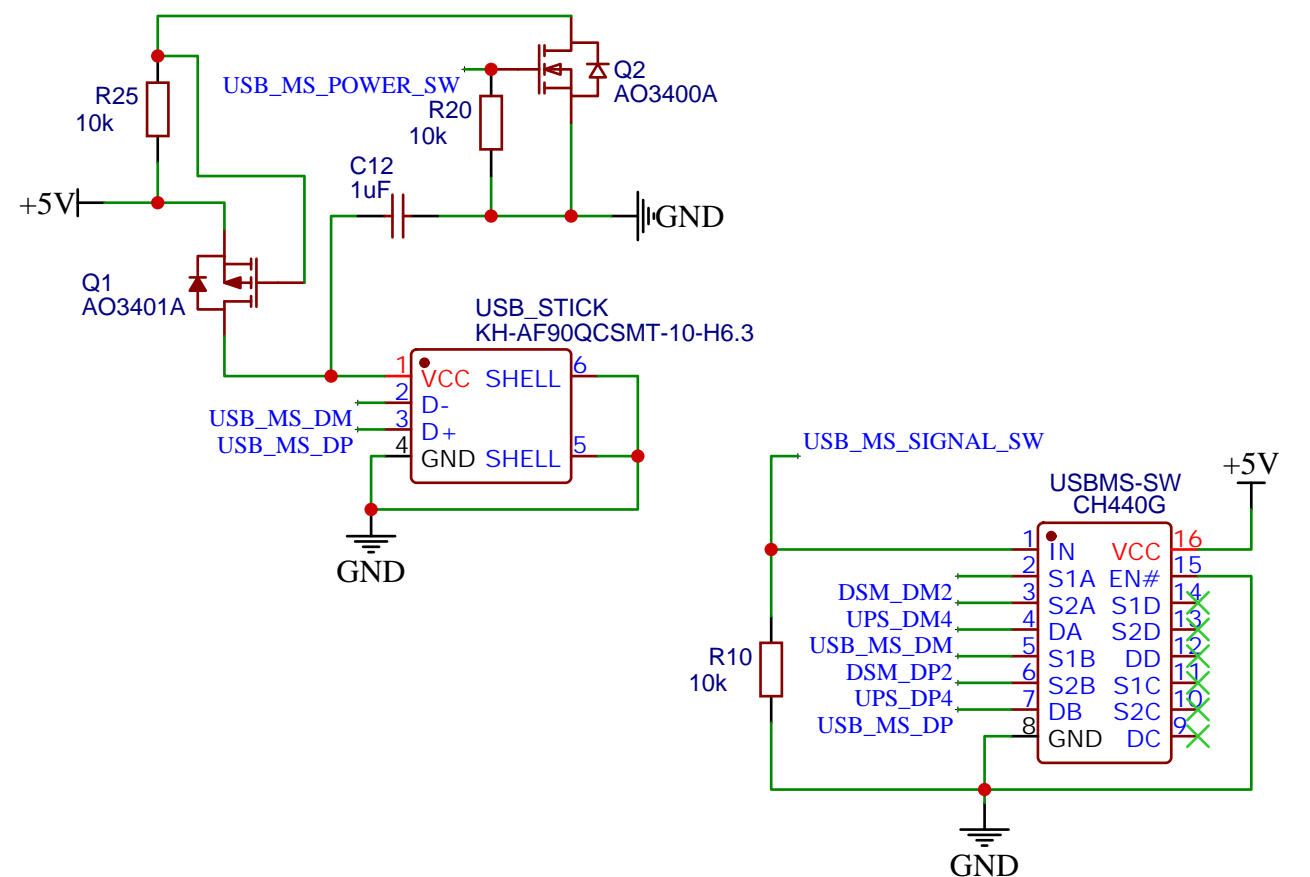 R25
10k
USB_MS_POWER_SW
R20
10k
Q2
AO3400A
C12
1uF
+5V
GND
Q1
AO3401A
USB_STICK
KH-AF90QCSMT-10-H6.3
1 VCC SHELL 6
2 D-
USB_MS_DM 3 D+
USB_MS_DP 4 GND SHELL 5
GND
USB_MS_SIGNAL_SW
+5V
USBMS-SW
CH440G
1 IN VCC 16
2 S1A EN# 15
DSM_DM2 3 S2A S1D 14
UPS_DM4 4 DA S2D 13
USB_MS_DM 5 S1B DD 12
DSM_DP2 6 S2B S1C 11
UPS_DP4 7 DB S2C 10
USB_MS_DP 8 GND DC 9
R10
10k
GND